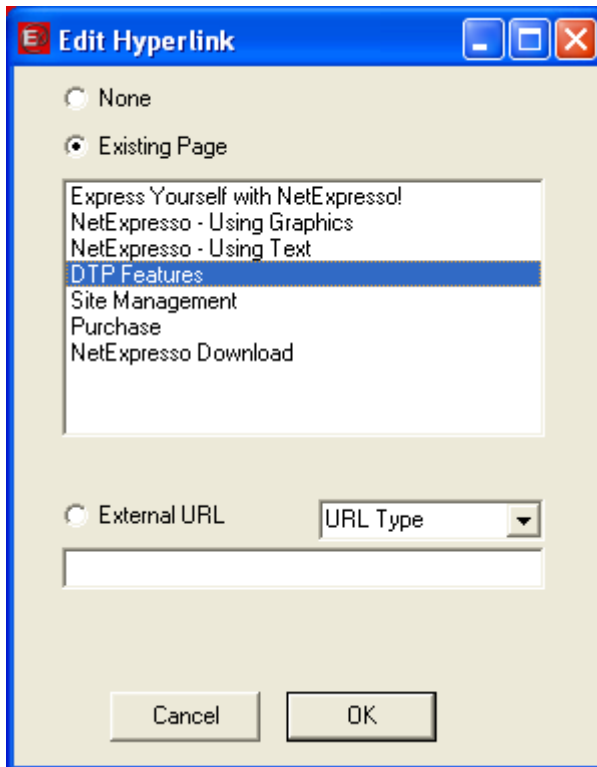 Edit Hyperlink
None
Existing Page
Express Yourself with NetExpresso!
NetExpresso - Using Graphics
NetExpresso - Using Text
DTP Features
Site Management
Purchase
NetExpresso Download
External URL
URL Type
Cancel
OK